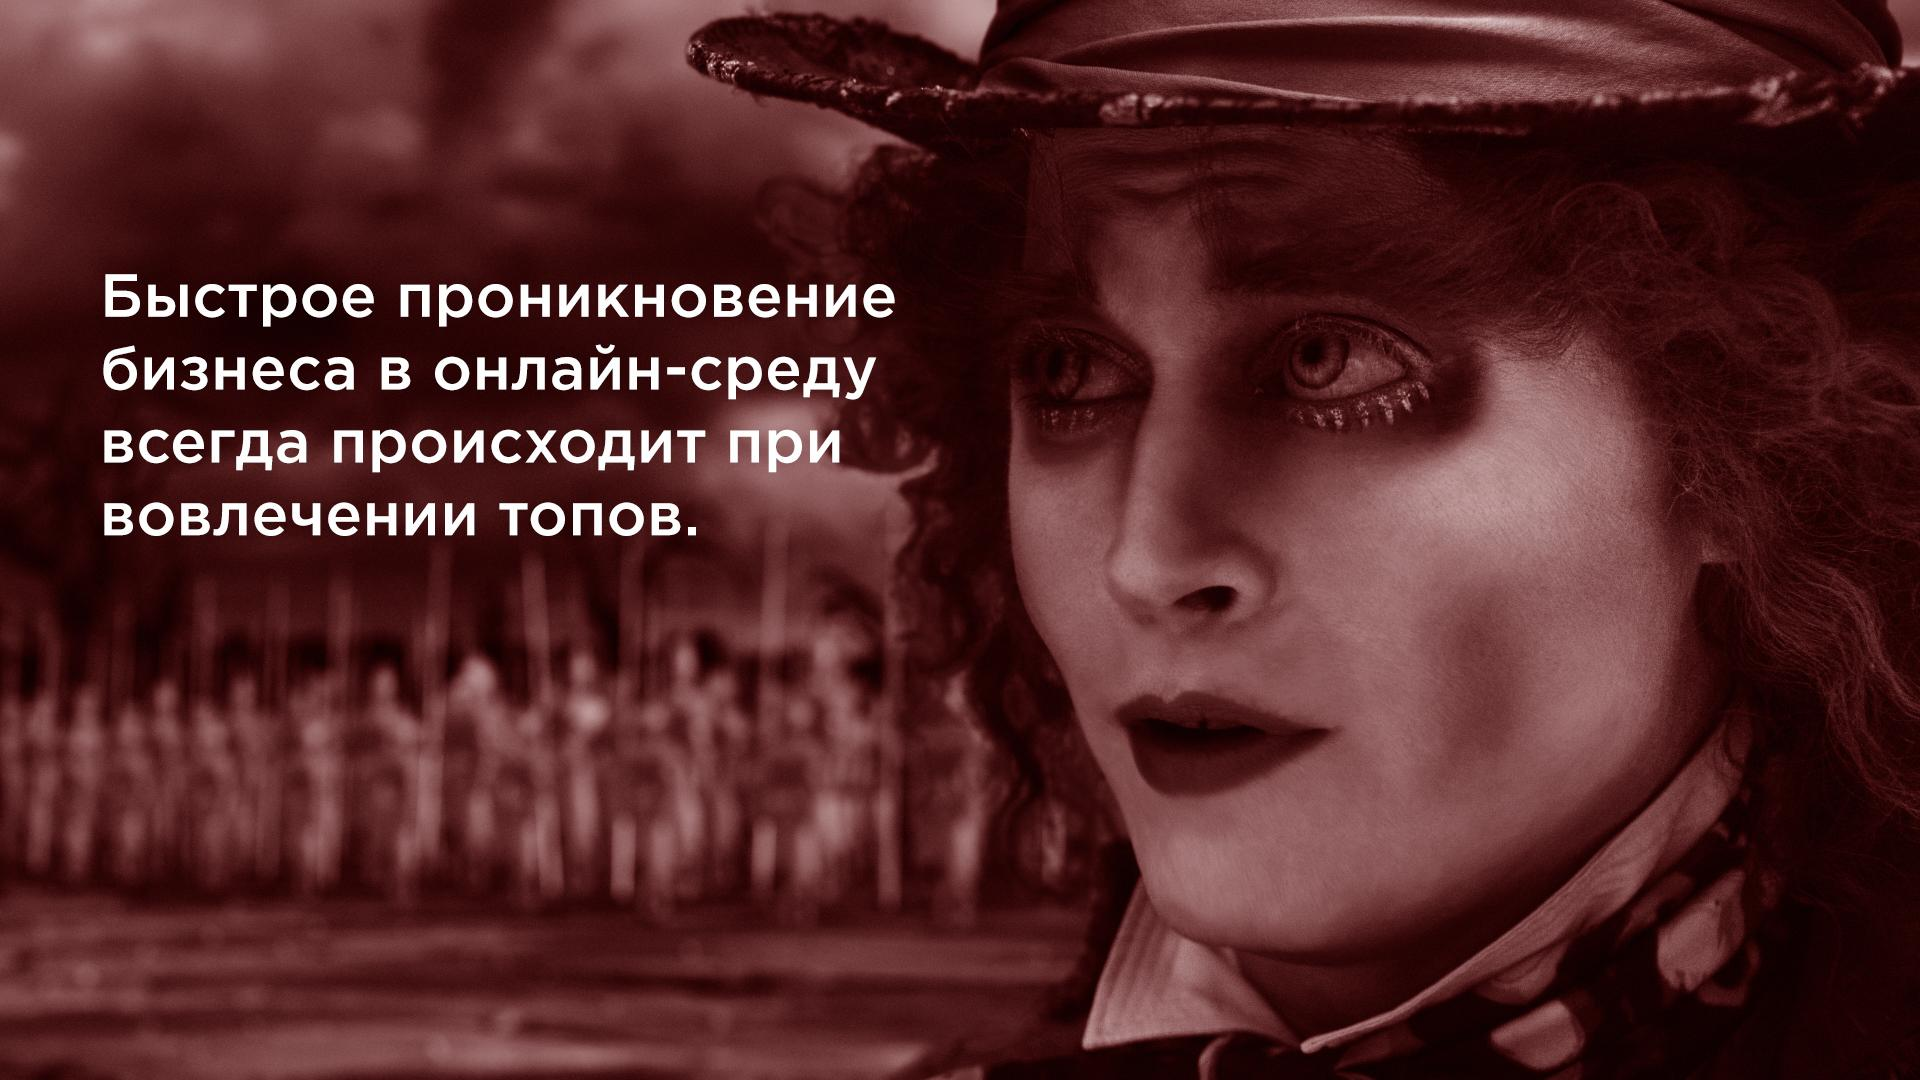 Быстрое проникновение
бизнеса в онлайн-среду
всегда происходит при
вовлечении топов.